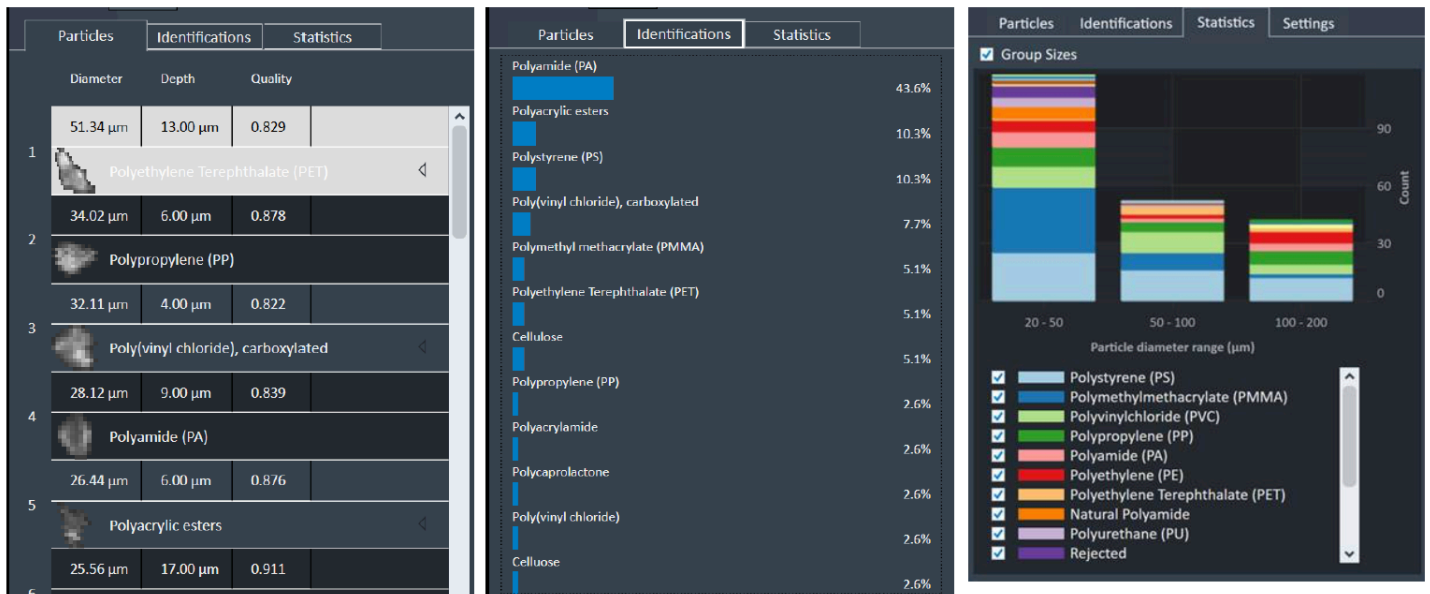 Particles Identifications Statistics
Diameter Depth Quality
51.34 µm 13.00 µm 0.829
1
Polyethylene Terephthalate (PET)
34.02 µm 6.00 µm 0.878
2
Polypropylene (PP)
32.11 µm 4.00 µm 0.822
3
Poly(vinyl chloride), carboxylated
28.12 µm 9.00 µm 0.839
4
Polyamide (PA)
26.44 µm 6.00 µm 0.876
5
Polyacrylic esters
25.56 µm 17.00 µm 0.911
Particles Identifications Statistics
Polyamide (PA)
43.6%
Polyacrylic esters
10.3%
Polystyrene (PS)
10.3%
Poly(vinyl chloride), carboxylated
7.7%
Polymethyl methacrylate (PMMA)
5.1%
Polyethylene Terephthalate (PET)
5.1%
Cellulose
5.1%
Polypropylene (PP)
2.6%
Polyacrylamide
2.6%
Polycaprolactone
2.6%
Poly(vinyl chloride)
2.6%
Celluose
2.6%
Particles Identifications Statistics Settings
Group Sizes
90
60
Count
30
0
20 - 50 50 - 100 100 - 200
Particle diameter range (µm)
Polystyrene (PS)
Polymethylmethacrylate (PMMA)
Polyvinylchloride (PVC)
Polypropylene (PP)
Polyamide (PA)
Polyethylene (PE)
Polyethylene Terephthalate (PET)
Natural Polyamide
Polyurethane (PU)
Rejected